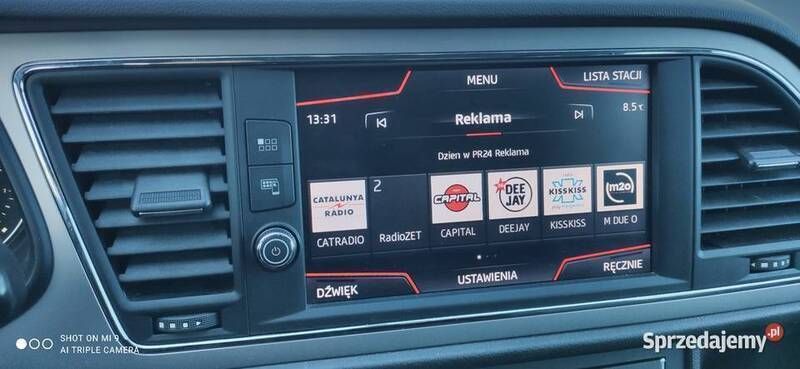 MENU
LISTA STACJI
13:31
Reklama
8.5℃
Dzien w PR24 Reklama
CATALUNYA
RADIO
CATRADIO
2
RadioZET
CAPITAL
CAPITAL
DEE
JAY
DEEJAY
KISSKISS
KISSKISS
m2o
M DUE O
DŹWIĘK
USTAWIENIA
RĘCZNIE
SHOT ON MI 9
AI TRIPLE CAMERA
Sprzedajemy.pl